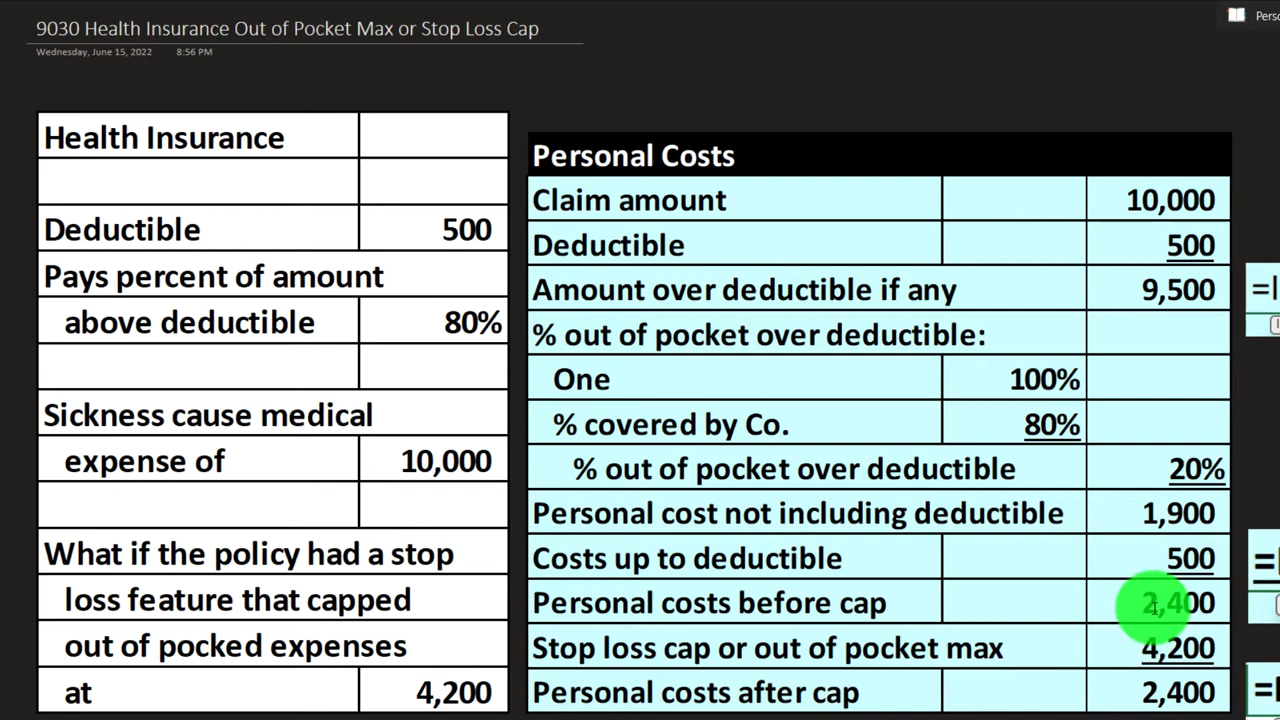 9030 Health Insurance Out of Pocket Max or Stop Loss Cap
Wednesday, June 15, 2022 8:56 PM
Health Insurance
Deductible 500
Pays percent of amount
above deductible 80%
Sickness cause medical
expense of 10,000
What if the policy had a stop
loss feature that capped
out of pocked expenses
at 4,200
Personal Costs
Claim amount 10,000
Deductible 500
Amount over deductible if any 9,500
% out of pocket over deductible:
One 100%
% covered by Co. 80%
% out of pocket over deductible 20%
Personal cost not including deductible 1,900
Costs up to deductible 500
Personal costs before cap 2,400
Stop loss cap or out of pocket max 4,200
Personal costs after cap 2,400